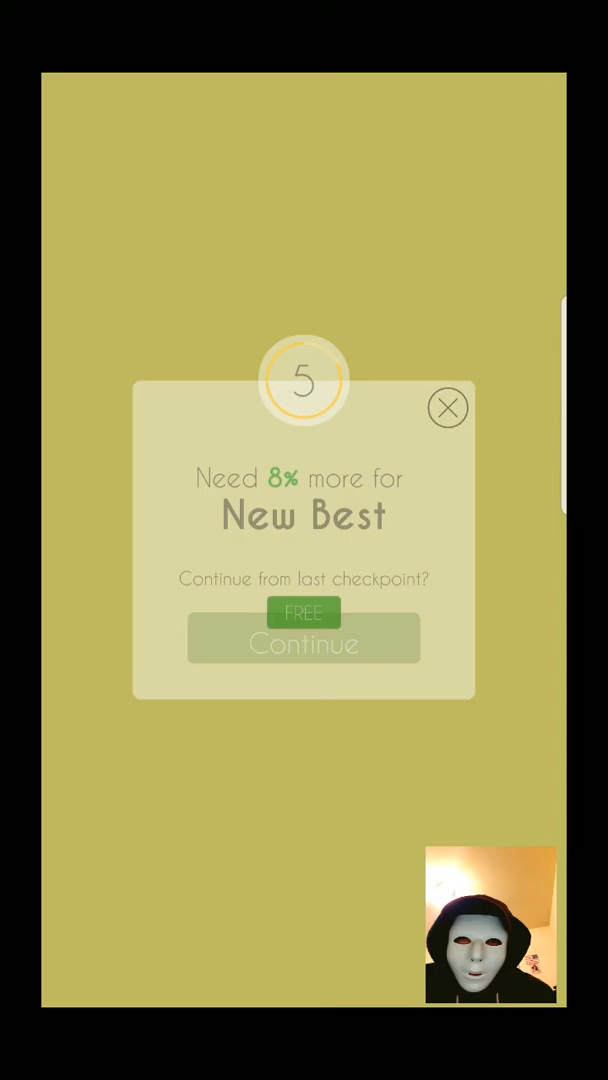 5
Need 8% more for
New Best
Continue from last checkpoint?
FREE
Continue